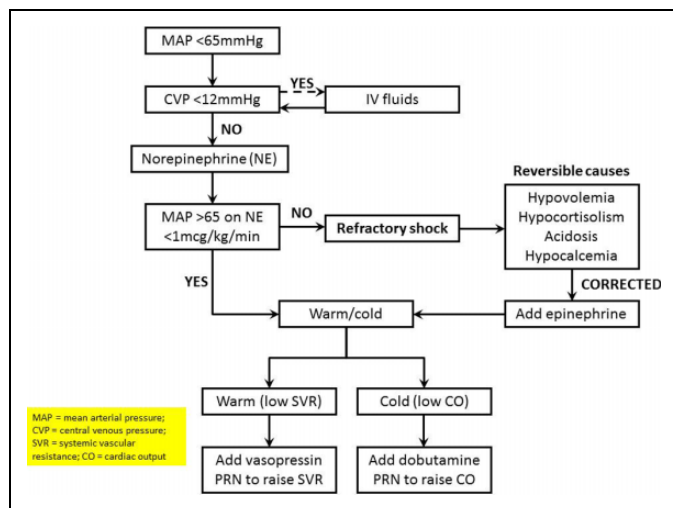 MAP <65mmHg
YES
CVP <12mmHg
IV fluids
NO
Norepinephrine (NE)
Reversible causes
Hypovolemia
Hypocortisolism
Acidosis
Hypocalcemia
MAP >65 on NE
<1mcg/kg/min
NO
Refractory shock
YES
CORRECTED
Warm/cold
Add epinephrine
Warm (low SVR)
Cold (low CO)
MAP = mean arterial pressure;
CVP = central venous pressure;
SVR = systemic vascular
resistance; CO = cardiac output
Add vasopressin
PRN to raise SVR
Add dobutamine
PRN to raise CO